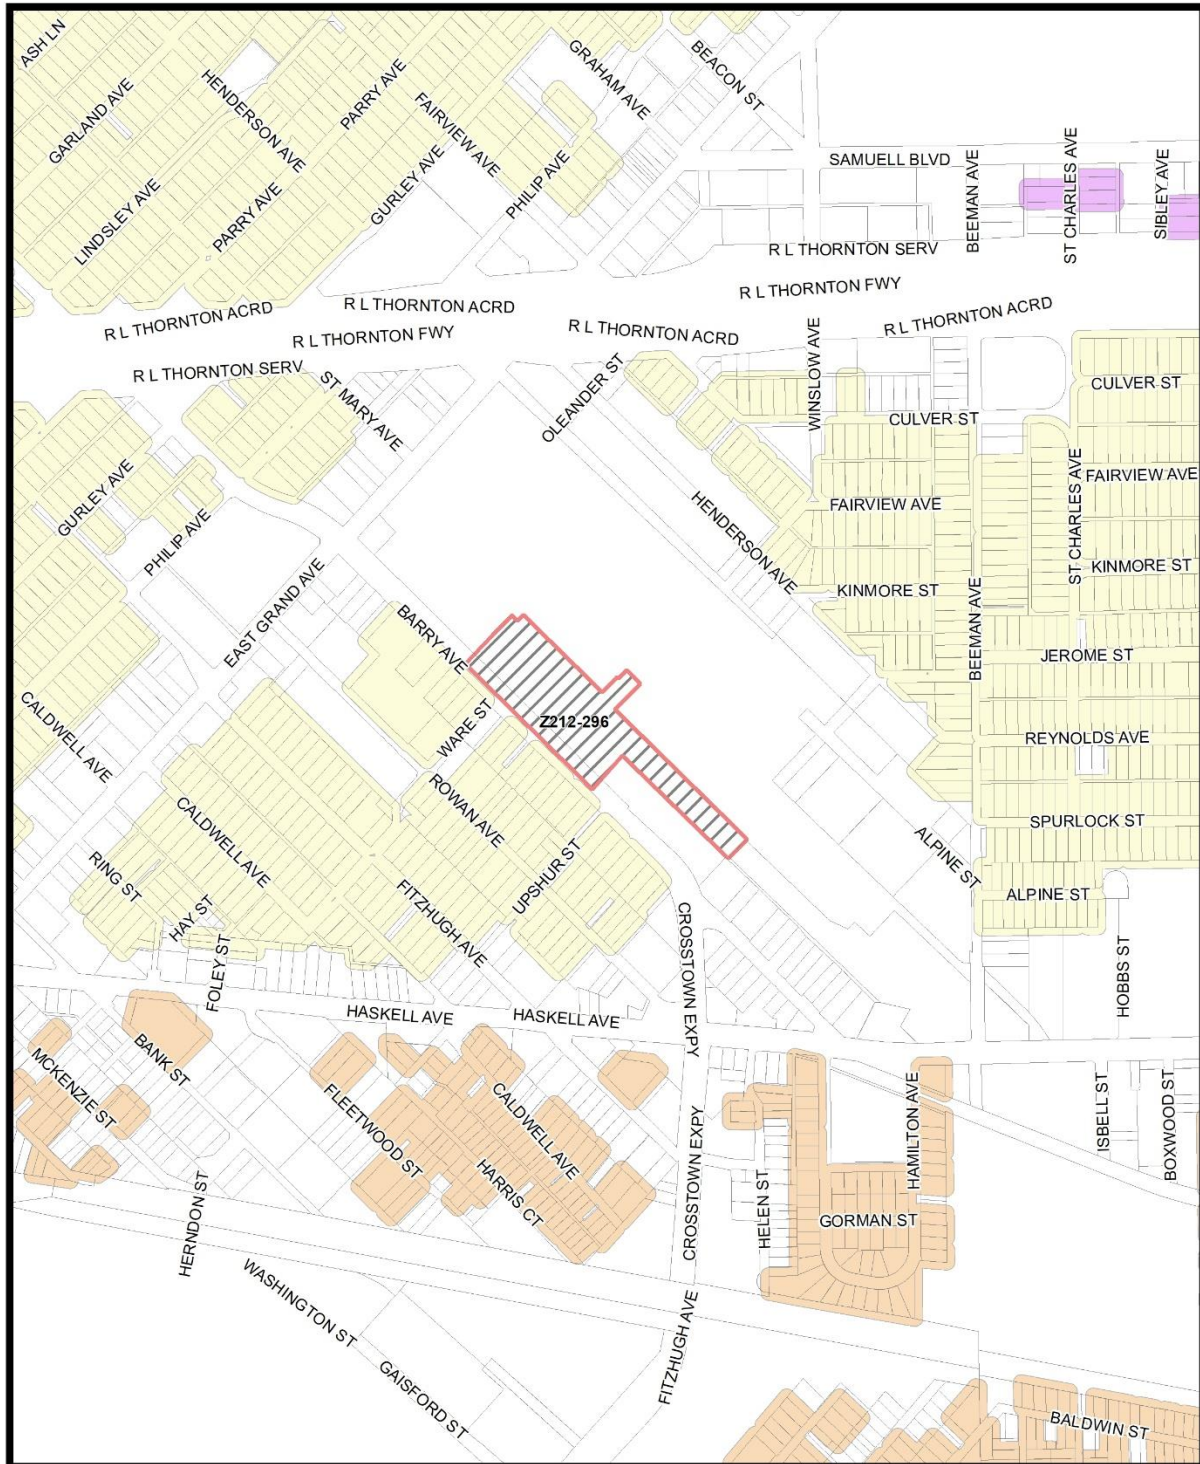 ASH LN
GRAHAM AVE
BEACON ST
GARLAND AVE
HENDERSON AVE
PARRY AVE
FAIRVIEW AVE
SAMUELL BLVD
BEEMAN AVE
ST CHARLES AVE
SIBLEY AVE
LINDSLEY AVE
PARRY AVE
GURLEY AVE
PHILIP AVE
R L THORNTON SERV
R L THORNTON FWY
R L THORNTON ACRD
R L THORNTON ACRD
R L THORNTON FWY
R L THORNTON ACRD
R L THORNTON ACRD
R L THORNTON SERV
ST MARY AVE
OLEANDER ST
WINSLOW AVE
CULVER ST
CULVER ST
GURLEY AVE
PHILIP AVE
HENDERSON AVE
FAIRVIEW AVE
ST CHARLES AVE
FAIRVIEW AVE
EAST GRAND AVE
KINMORE ST
KINMORE ST
BARRY AVE
BEEMAN AVE
JEROME ST
CALDWELL AVE
WARE ST
Z212-296
REYNOLDS AVE
ROWAN AVE
CALDWELL AVE
SPURLOCK ST
RING ST
HAY ST
UPSHUR ST
FITZHUGH AVE
ALPINE ST
ALPINE ST
FOLEY ST
CROSSTOWN EXPY
HOBBS ST
HASKELL AVE
HASKELL AVE
BANK ST
MCKENZIE ST
FLEETWOOD ST
CALDWELL AVE
HARRIS CT
CROSSTOWN EXPY
HAMILTON AVE
ISBELL ST
BOXWOOD ST
HELEN ST
GORMAN ST
HERNDON ST
WASHINGTON ST
GAISFORD ST
FITZHUGH AVE
BALDWIN ST